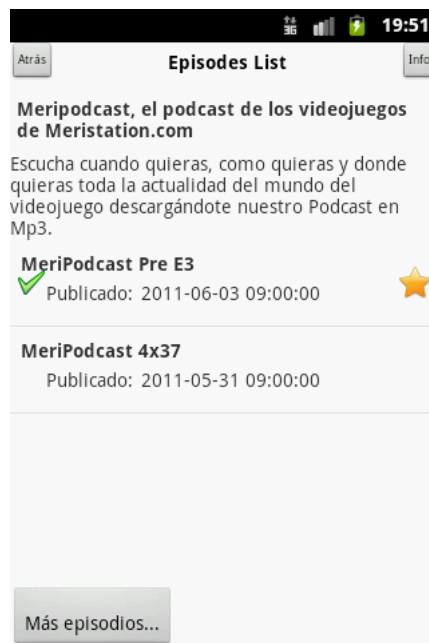 3G 19:51
Atrás Episodes List Info
Meripodcast, el podcast de los videojuegos
de Meristation.com
Escucha cuando quieras, como quieras y donde
quieras toda la actualidad del mundo del
videojuego descargándote nuestro Podcast en
Mp3.
MeriPodcast Pre E3
Publicado: 2011-06-03 09:00:00
MeriPodcast 4x37
Publicado: 2011-05-31 09:00:00
Más episodios...